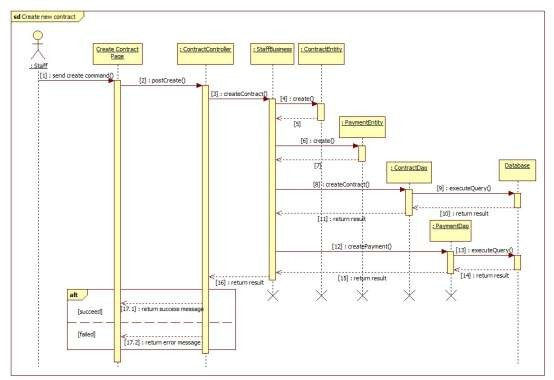 sd Create new contract
: Staff
Create Contract
Page
: ContractController
: StaffBusiness
: ContractEntity
[1] : send create command()
[2] : postCreate()
[3] : createContract()
[4] : create()
[5]
: PaymentEntity
[6] : create()
[7]
: ContractDao
Database
[8] : createContract()
[9] : executeQuery()
[10] : return result
[11] : return result
: PaymentDao
[12] : createPayment()
[13] : executeQuery()
[14] : return result
[15] : return result
[16] : return result
alt
[succeed]
[17.1] : return success message
[failed]
[17.2] : return error message